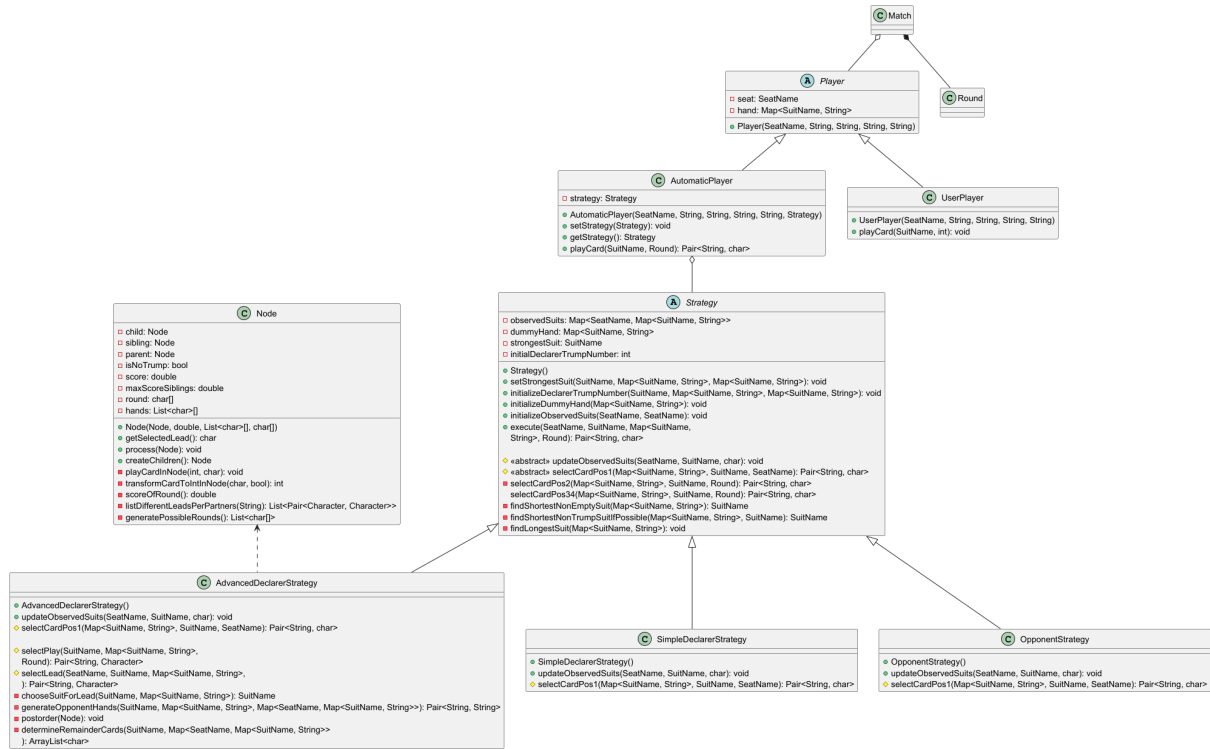 C Match
A Player
seat: SeatName
hand: Map<SuitName, String>
Player(SeatName, String, String, String, String)
C Round
C AutomaticPlayer
strategy: Strategy
AutomaticPlayer(SeatName, String, String, String, String, Strategy)
setStrategy(Strategy): void
getStrategy(): Strategy
playCard(SuitName, Round): Pair<String, char>
C UserPlayer
UserPlayer(SeatName, String, String, String, String)
playCard(SuitName, int): void
C Node
child: Node
sibling: Node
parent: Node
isNoTrump: bool
score: double
maxScoreSiblings: double
round: char[]
hands: List<char>[]
Node(Node, double, List<char>[], char[])
getSelectedLead(): char
process(Node): void
createChildren(): Node
playCardInNode(int, char): void
transformCardToIntInNode(char, bool): int
scoreOfRound(): double
listDifferentLeadsPerPartners(String): List<Pair<Character, Character>>
generatePossibleRounds(): List<char[]>
A Strategy
observedSuits: Map<SeatName, Map<SuitName, String>>
dummyHand: Map<SuitName, String>
strongestSuit: SuitName
initialDeclarerTrumpNumber: int
Strategy()
setStrongestSuit(SuitName, Map<SuitName, String>, Map<SuitName, String>): void
initializeDeclarerTrumpNumber(SuitName, Map<SuitName, String>, Map<SuitName, String>): void
initializeDummyHand(Map<SuitName, String>): void
initializeObservedSuits(SeatName, SeatName): void
execute(SuitName, SuitName, Map<SuitName,
String>, Round): Pair<String, char>
«abstract» updateObservedSuits(SeatName, SuitName, char): void
«abstract» selectCardPos1(Map<SuitName, String>, SuitName, SeatName): Pair<String, char>
selectCardPos2(Map<SuitName, String>, SuitName, Round): Pair<String, char>
selectCardPos34(Map<SuitName, String>, SuitName, Round): Pair<String, char>
findShortestNonEmptySuit(Map<SuitName, String>): SuitName
findShortestNonTrumpSuitIfPossible(Map<SuitName, String>, SuitName): SuitName
findLongestSuit(Map<SuitName, String>): void
C AdvancedDeclarerStrategy
AdvancedDeclarerStrategy()
updateObservedSuits(SeatName, SuitName, char): void
selectCardPos1(Map<SuitName, String>, SuitName, SeatName): Pair<String, char>
selectPlay(SuitName, Map<SuitName, String>,
Round): Pair<String, Character>
selectLead(SeatName, SuitName, Map<SuitName, String>,
): Pair<String, Character>
chooseSuitForLead(SuitName, Map<SuitName, String>): SuitName
generateOpponentHands(SuitName, Map<SuitName, String>, Map<SeatName, Map<SuitName, String>>): Pair<String, String>
postorder(Node): void
determineRemainderCards(SuitName, Map<SeatName, Map<SuitName, String>>
): ArrayList<char>
C SimpleDeclarerStrategy
SimpleDeclarerStrategy()
updateObservedSuits(SeatName, SuitName, char): void
selectCardPos1(Map<SuitName, String>, SuitName, SeatName): Pair<String, char>
C OpponentStrategy
OpponentStrategy()
updateObservedSuits(SeatName, SuitName, char): void
selectCardPos1(Map<SuitName, String>, SuitName, SeatName): Pair<String, char>